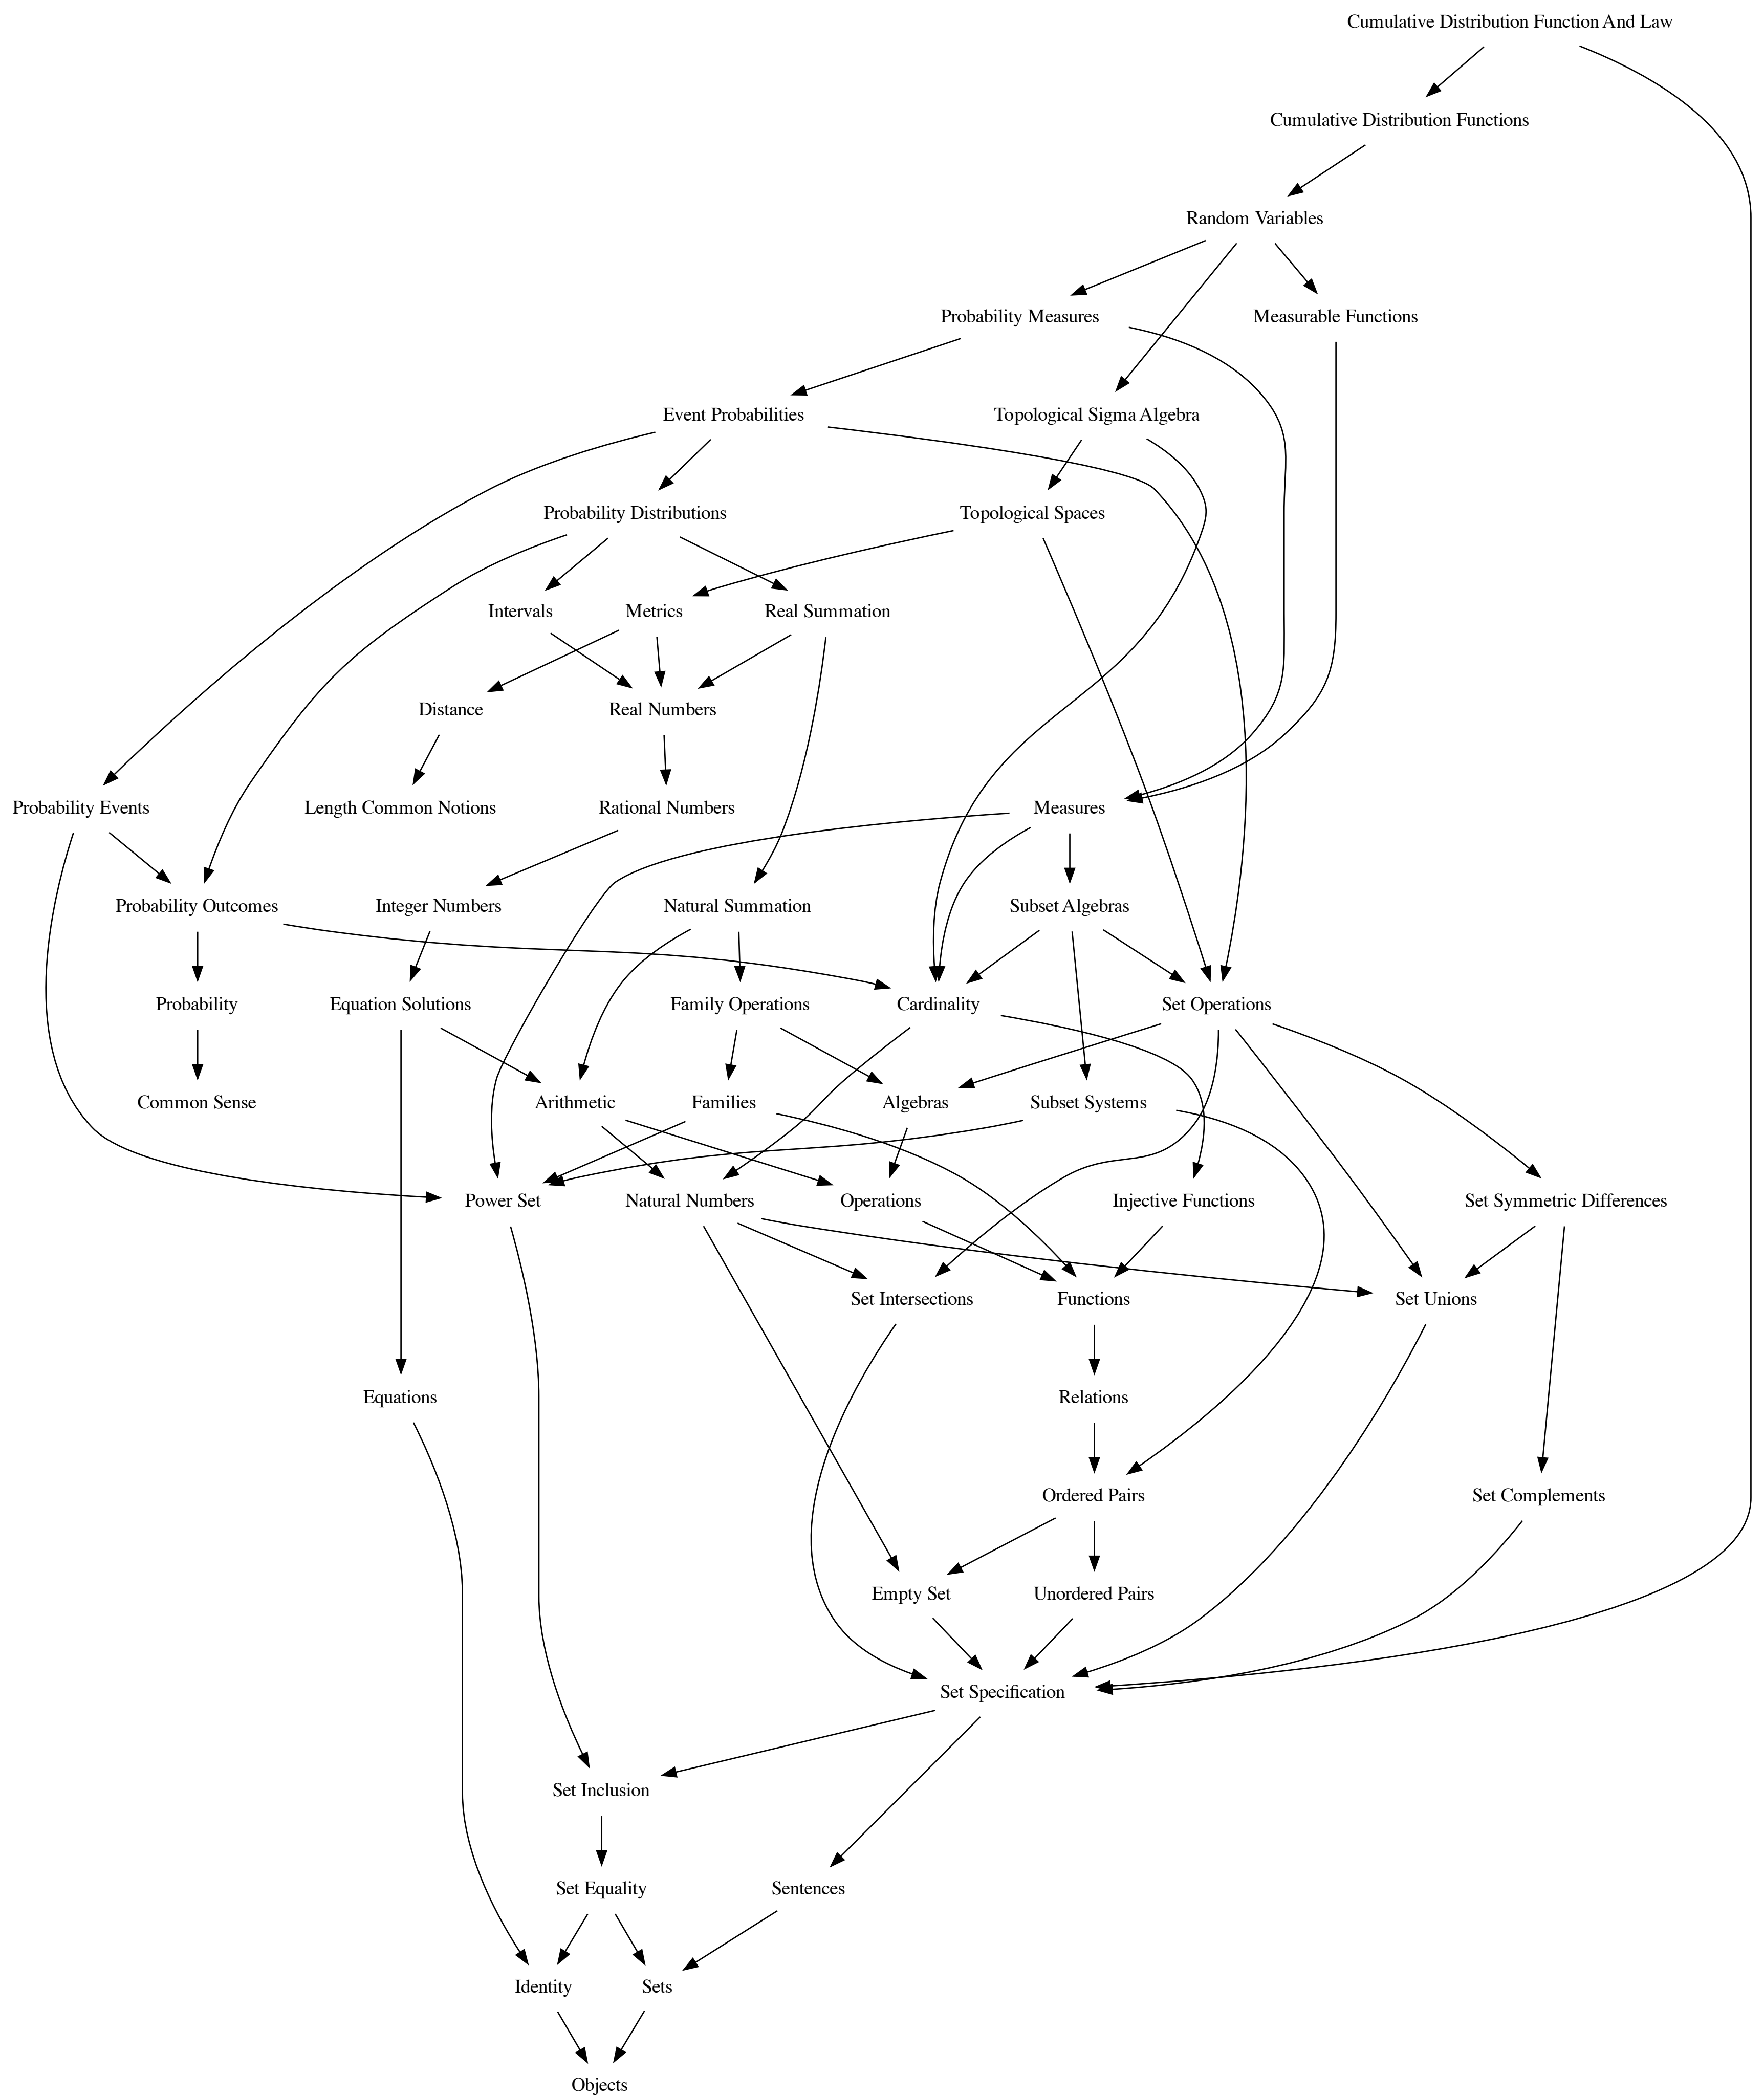 Cumulative Distribution Function And Law
Cumulative Distribution Functions
Random Variables
Probability Measures
Measurable Functions
Event Probabilities
Topological Sigma Algebra
Probability Distributions
Topological Spaces
Intervals
Metrics
Real Summation
Distance
Real Numbers
Probability Events
Length Common Notions
Rational Numbers
Measures
Probability Outcomes
Integer Numbers
Natural Summation
Subset Algebras
Probability
Equation Solutions
Family Operations
Cardinality
Set Operations
Common Sense
Arithmetic
Families
Algebras
Subset Systems
Power Set
Natural Numbers
Operations
Injective Functions
Set Symmetric Differences
Set Intersections
Functions
Set Unions
Equations
Relations
Ordered Pairs
Set Complements
Empty Set
Unordered Pairs
Set Specification
Set Inclusion
Set Equality
Sentences
Identity
Sets
Objects